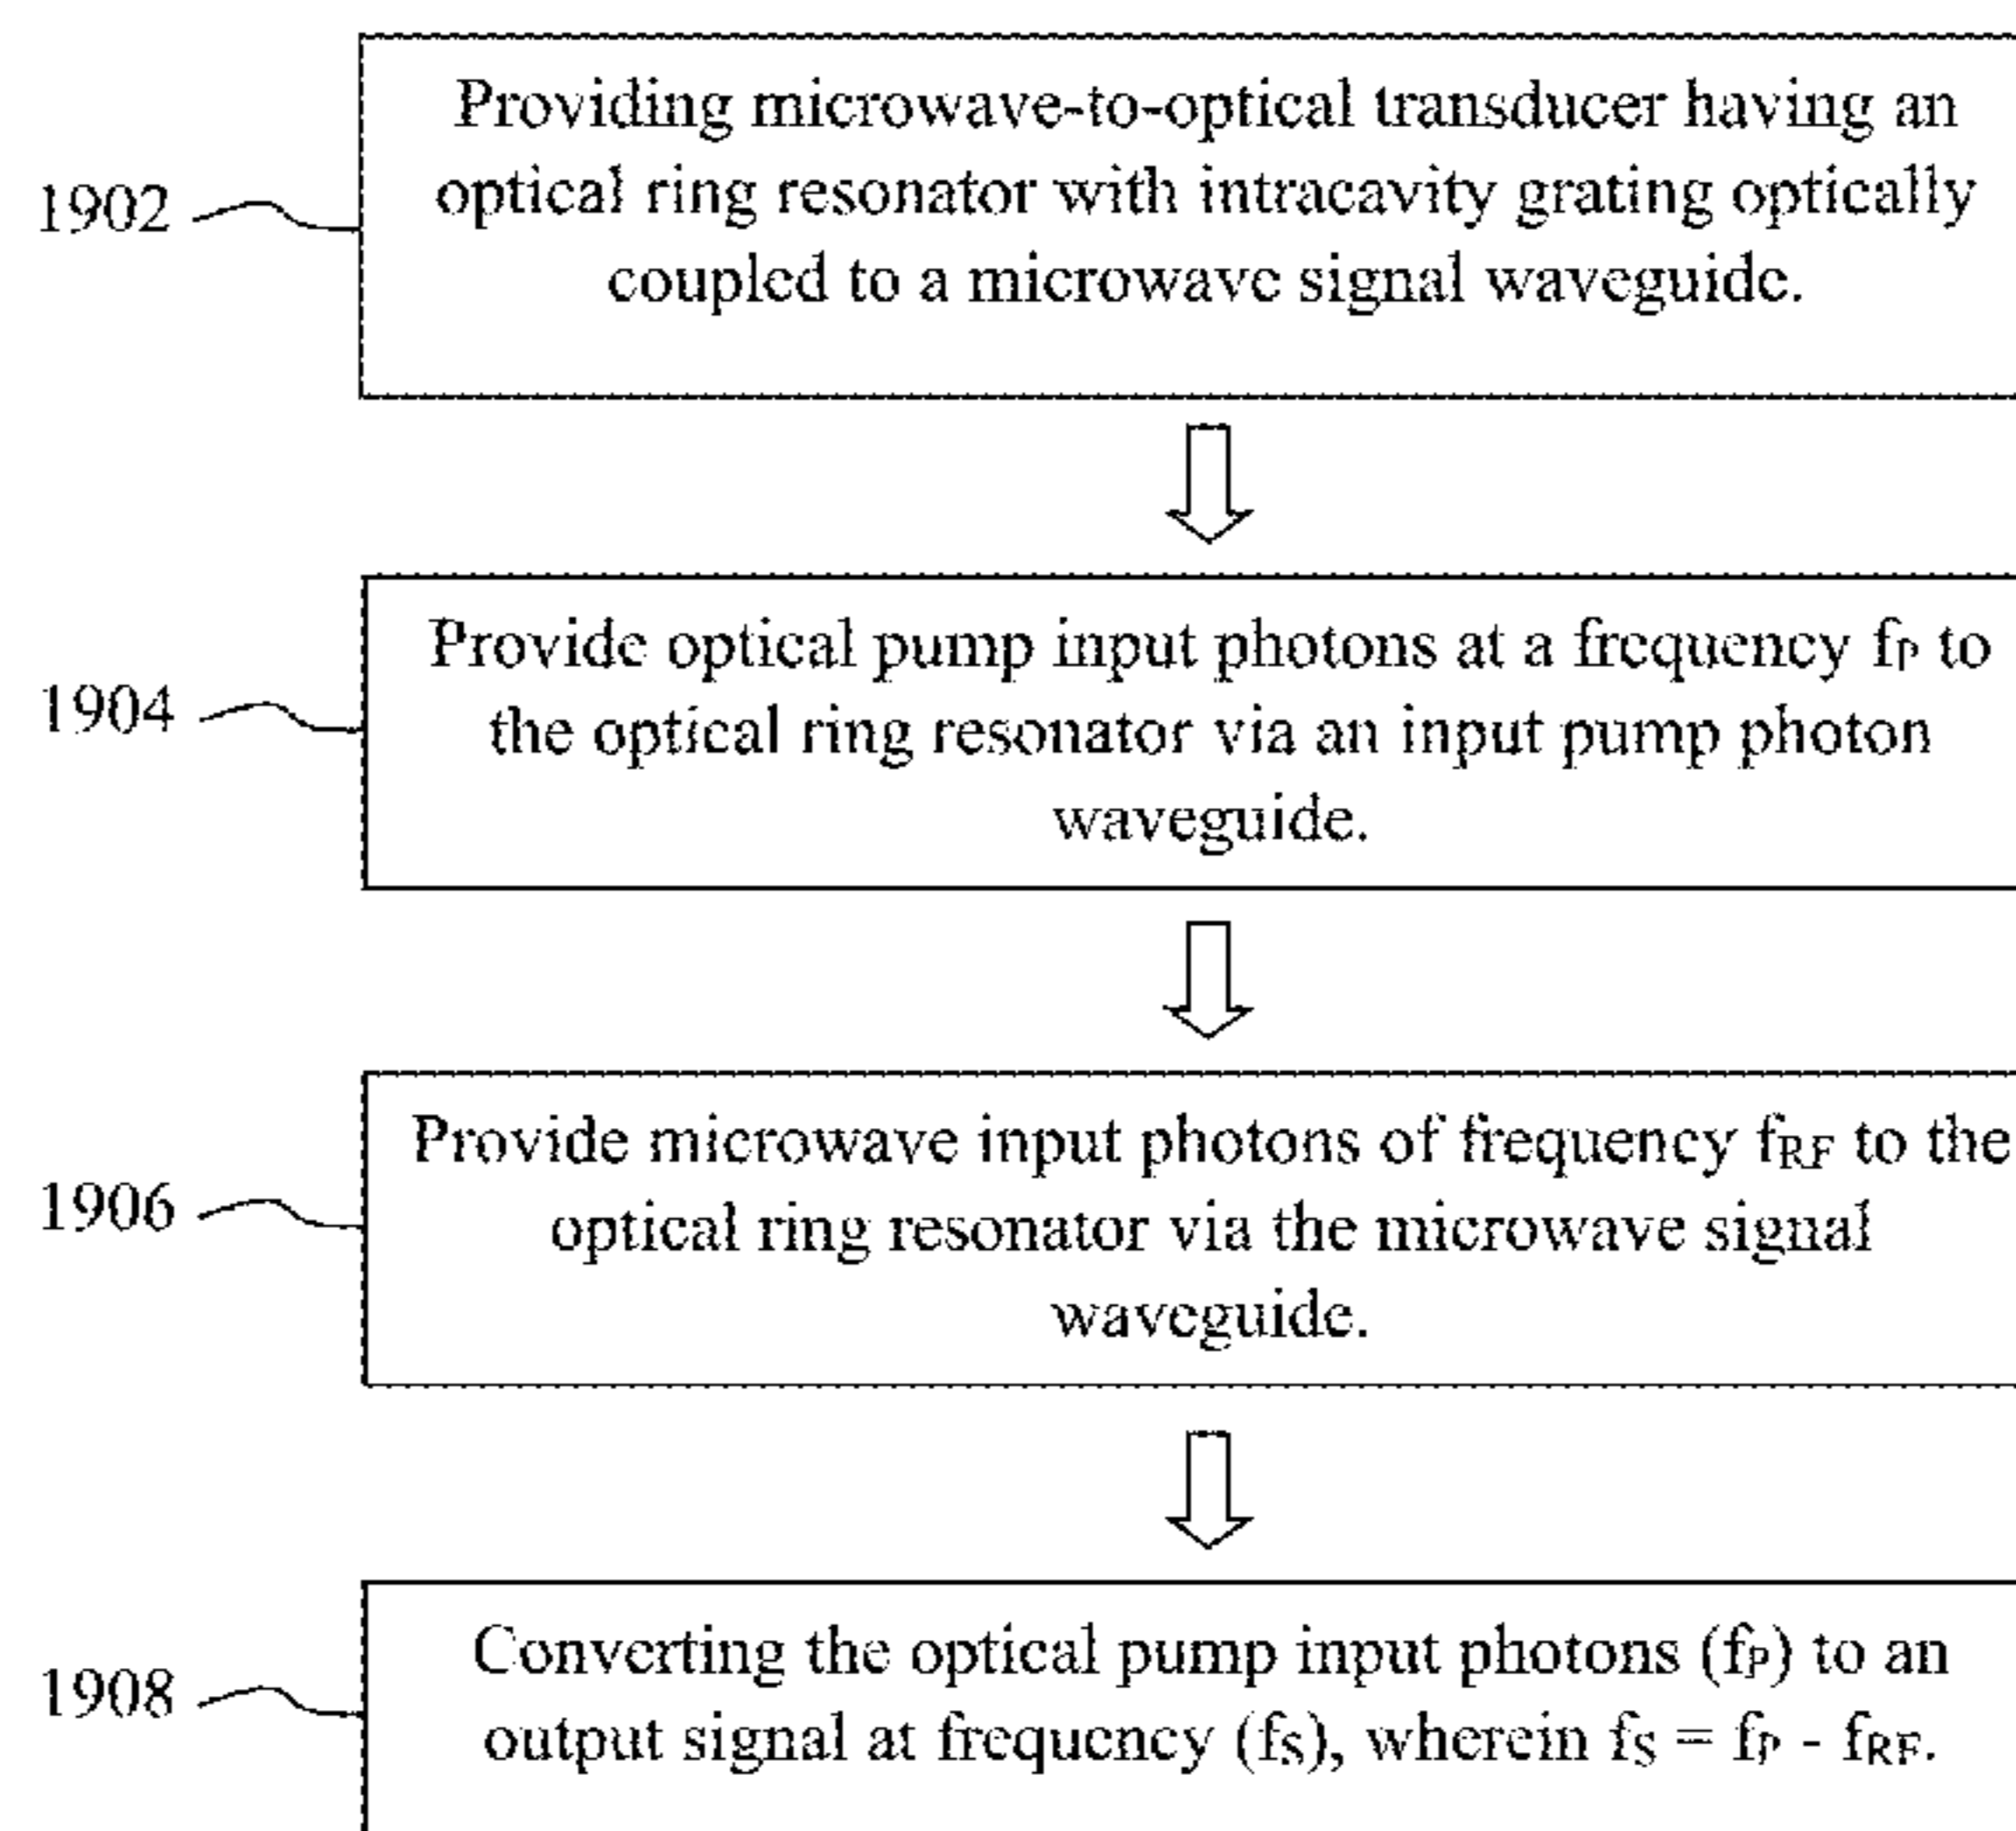 Providing microwave-to-optical transducer having an
optical ring resonator with intracavity grating optically
coupled to a microwave signal waveguide.
1902
Provide optical pump input photons at a frequency fP to
the optical ring resonator via an input pump photon
waveguide.
1904
Provide microwave input photons of frequency fRF to the
optical ring resonator via the microwave signal
waveguide.
1906
Converting the optical pump input photons (fP) to an
output signal at frequency (fS), wherein fS = fP - fRF.
1908